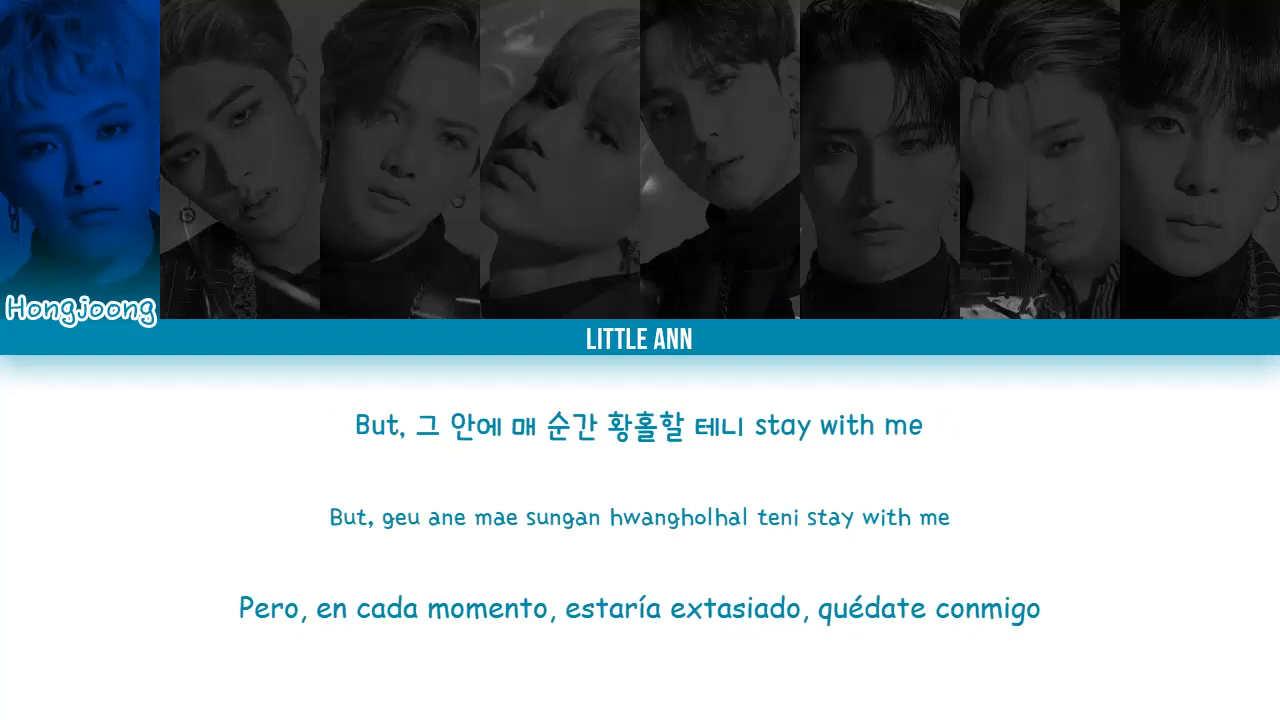 Hongjoong
LITTLE ANN
But, 그 안에 매 순간 황홀할 테니 stay with me
But, geu ane mae sungan hwangholhal teni stay with me
Pero, en cada momento, estaría extasiado, quédate conmigo